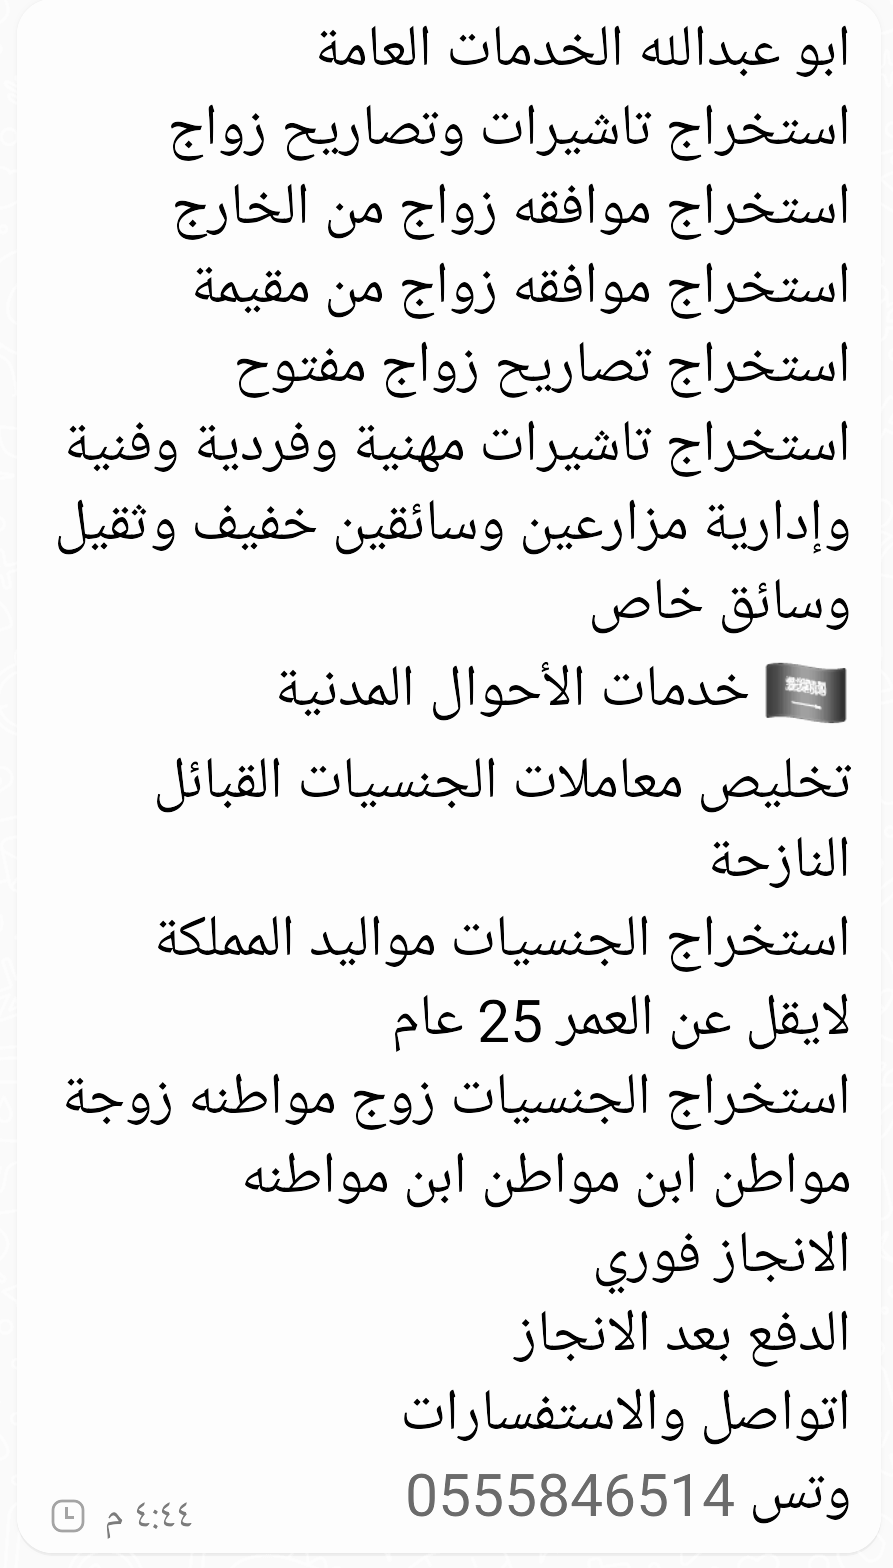 ابو عبدالله الخدمات العامة
استخراج تاشيرات وتصاريح زواج
استخراج موافقه زواج من الخارج
استخراج موافقه زواج من مقيمة
استخراج تصاريح زواج مفتوح
استخراج تاشيرات مهنية وفردية وفنية
وإدارية مزارعين وسائقين خفيف وثقيل
وسائق خاص
🇸🇦 خدمات الأحوال المدنية
تخليص معاملات الجنسيات القبائل
النازحة
استخراج الجنسيات مواليد المملكة
لايقل عن العمر 25 عام
استخراج الجنسيات زوج مواطنه زوجة
مواطن ابن مواطن ابن مواطنه
الانجاز فوري
الدفع بعد الانجاز
اتواصل والاستفسارات
وتس 0555846514
٤:٤٤ م